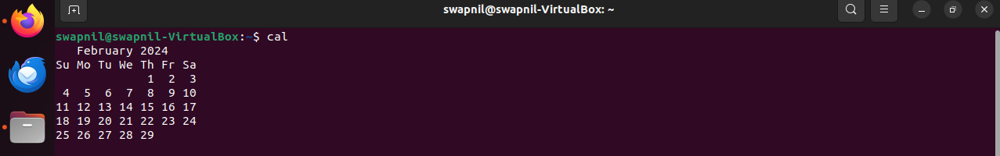 swapnil@swapnil-VirtualBox: ~
swapnil@swapnil-VirtualBox:~$ cal
   February 2024
Su Mo Tu We Th Fr Sa
             1  2  3
 4  5  6  7  8  9 10
11 12 13 14 15 16 17
18 19 20 21 22 23 24
25 26 27 28 29